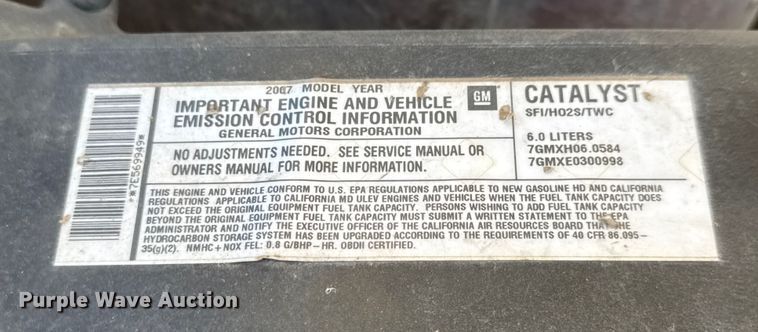 2007 MODEL YEAR
IMPORTANT ENGINE AND VEHICLE
EMISSION CONTROL INFORMATION
GENERAL MOTORS CORPORATION
GM
CATALYST
SFI/HO2S/TWC
NO ADJUSTMENTS NEEDED. SEE SERVICE MANUAL OR
OWNERS MANUAL FOR MORE INFORMATION.
6.0 LITERS
7GMXH06.0584
7GMXE0300998
*7E569949*
THIS ENGINE AND VEHICLE CONFORM TO U.S. EPA REGULATIONS APPLICABLE TO NEW GASOLINE HD AND CALIFORNIA
REGULATIONS APPLICABLE TO CALIFORNIA MD ULEV ENGINES AND VEHICLES WHEN THE FUEL TANK CAPACITY DOES
NOT EXCEED THE ORIGINAL EQUIPMENT FUEL TANK CAPACITY. PERSONS WISHING TO ADD FUEL TANK CAPACITY
BEYOND THE ORIGINAL EQUIPMENT FUEL TANK CAPACITY MUST SUBMIT A WRITTEN STATEMENT TO THE EPA
ADMINISTRATOR AND NOTIFY THE EXECUTIVE OFFICER OF THE CALIFORNIA AIR RESOURCES BOARD THAT THE
HYDROCARBON STORAGE SYSTEM HAS BEEN UPGRADED ACCORDING TO THE REQUIREMENTS OF 40 CFR 86.095-
35(g)(2). NMHC+NOX FEL: 0.8 G/BHP-HR. OBDII CERTIFIED.
Purple Wave Auction